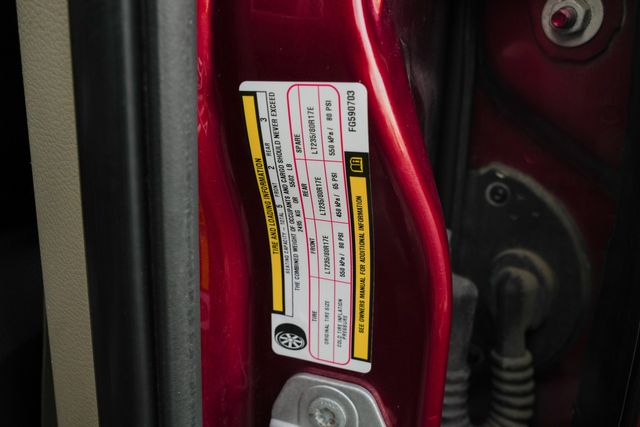 TIRE AND LOADING INFORMATION
SEATING CAPACITY - TOTAL 5 FRONT 2 REAR 3
THE COMBINED WEIGHT OF OCCUPANTS AND CARGO SHOULD NEVER EXCEED
2495 KG OR 5502 LB
TIRE FRONT REAR SPARE
ORIGINAL TIRE SIZE LT235/80R17E LT235/80R17E LT235/80R17E
COLD TIRE INFLATION PRESSURE 550 kPa / 80 PSI 450 kPa / 65 PSI 550 kPa / 80 PSI
SEE OWNERS MANUAL FOR ADDITIONAL INFORMATION
FG590703